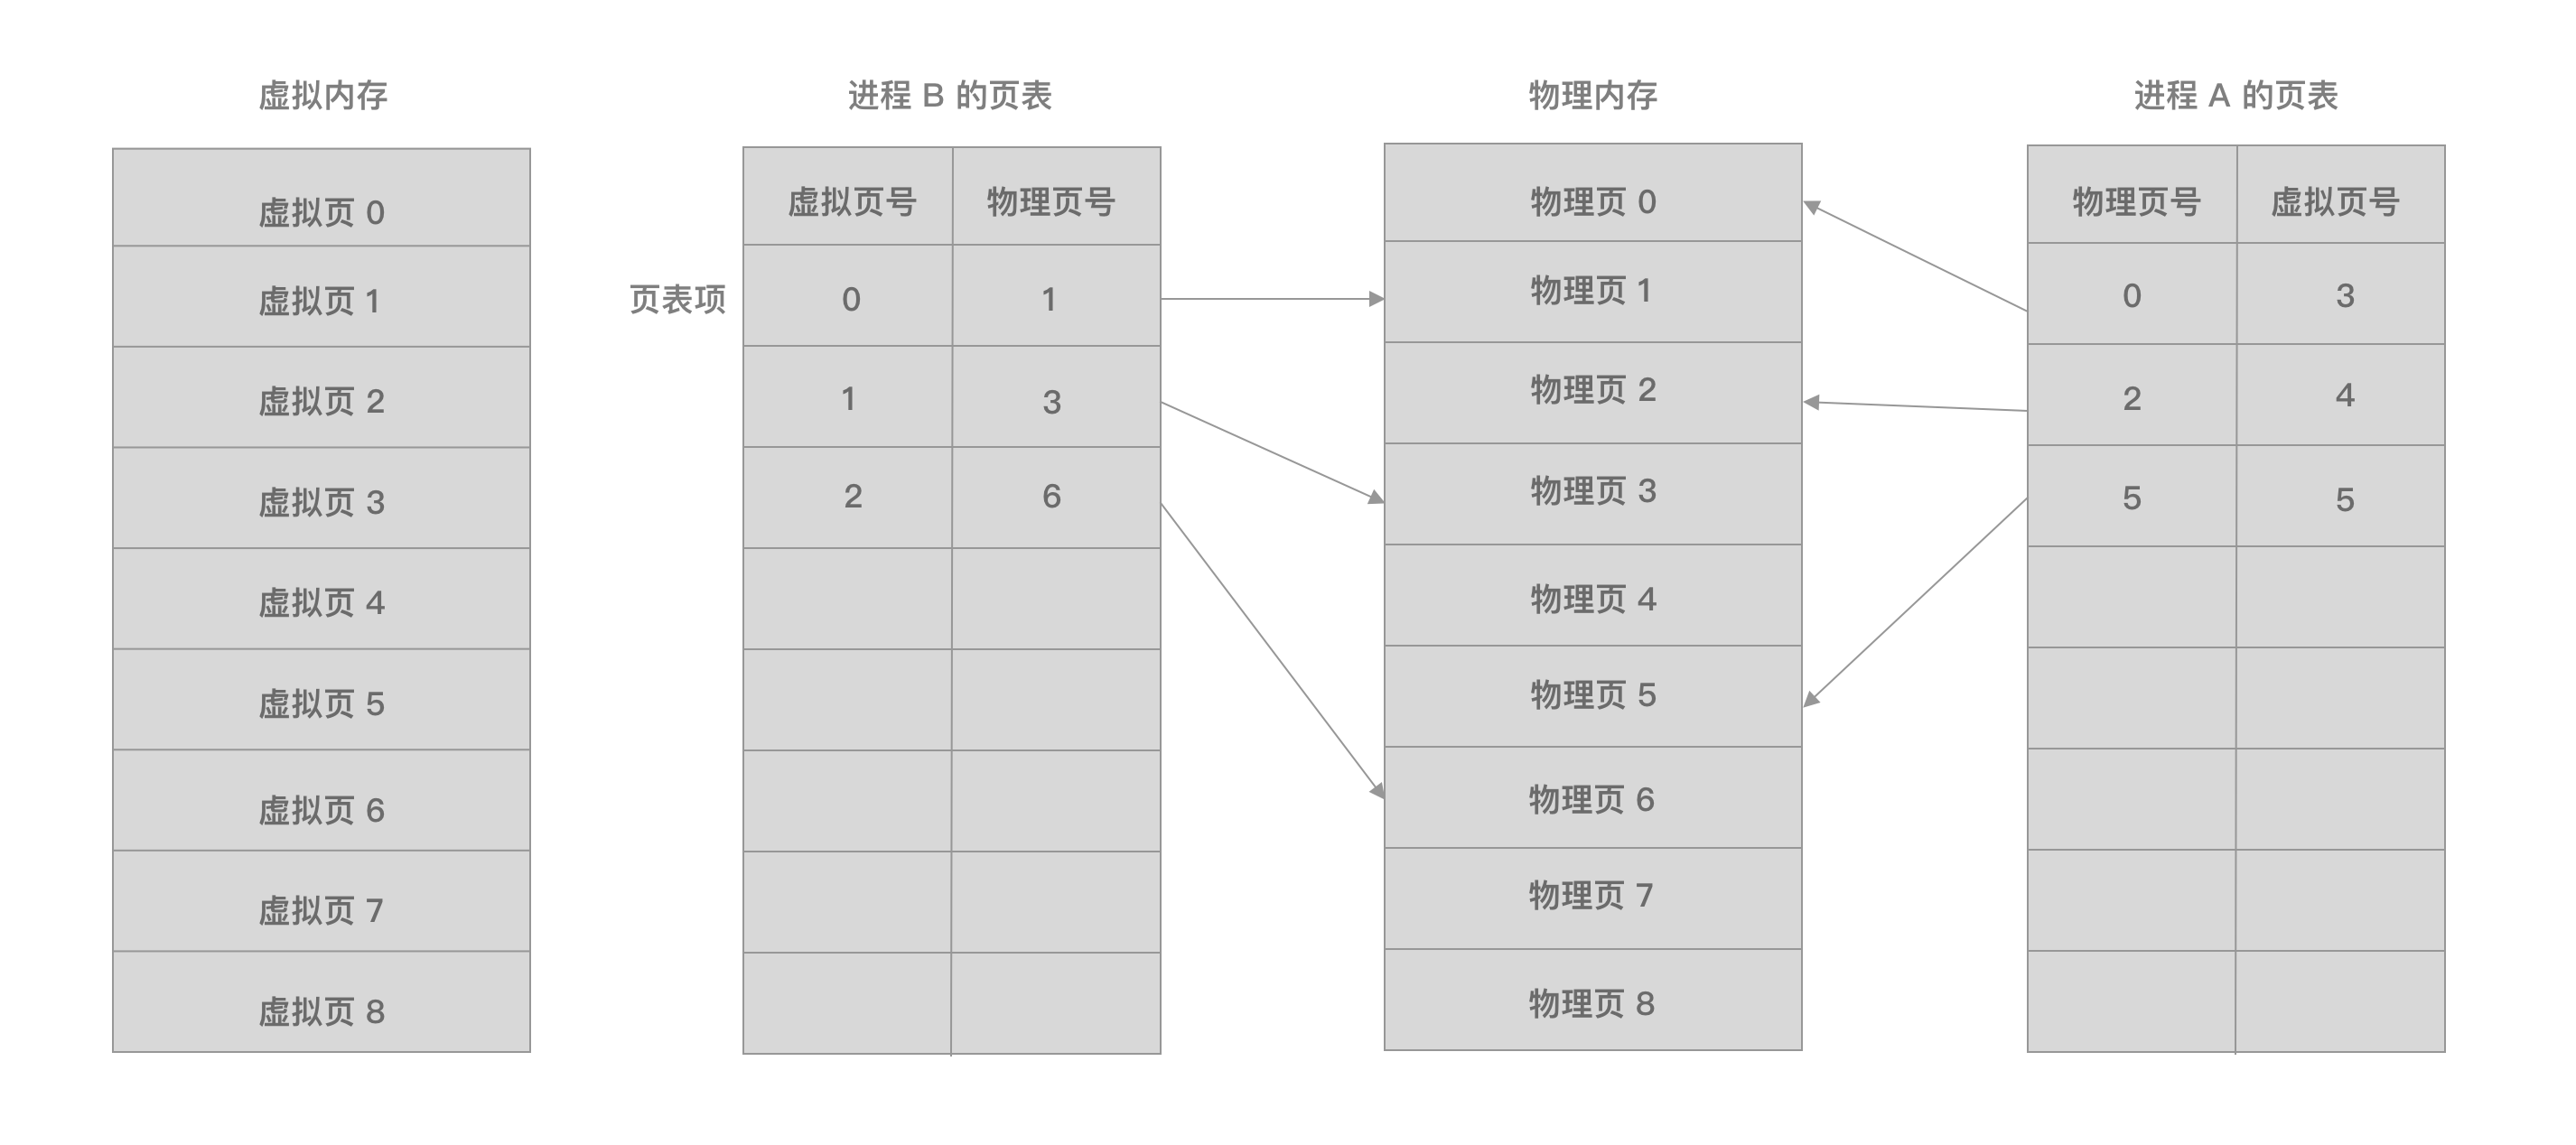 虚拟内存
虚拟页 0
虚拟页 1
虚拟页 2
虚拟页 3
虚拟页 4
虚拟页 5
虚拟页 6
虚拟页 7
虚拟页 8
页表项
进程 B 的页表
虚拟页号 物理页号
0 1
1 3
2 6
物理内存
物理页 0
物理页 1
物理页 2
物理页 3
物理页 4
物理页 5
物理页 6
物理页 7
物理页 8
进程 A 的页表
物理页号 虚拟页号
0 3
2 4
5 5